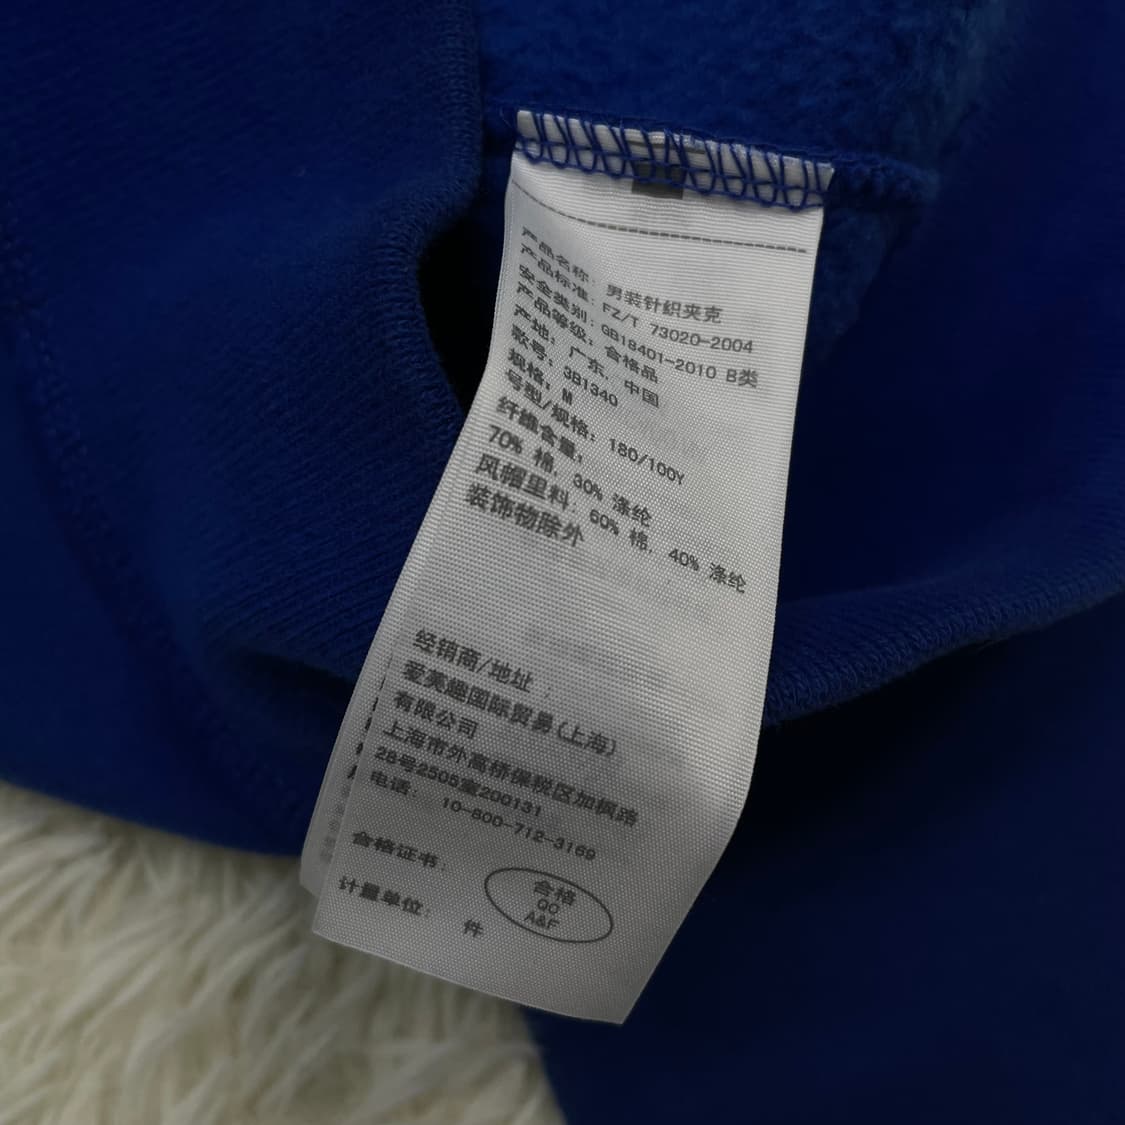 产品名称: 男装针织夹克
产品标准: FZ/T 73020-2004
安全类别: GB18401-2010 B类
产品等级: 合格品
产地: 广东, 中国
款号: 3B1340
规格: M
号型/规格: 180/100Y
纤维含量:
70% 棉, 30% 涤纶
风帽里料: 60% 棉, 40% 涤纶
装饰物除外
经销商/地址:
爱芙趣国际贸易(上海)
有限公司
上海市外高桥保税区加枫路
28号2505室200131
电话: 10-800-712-3169
合格证书:
合格
QC
A&F
计量单位: 件